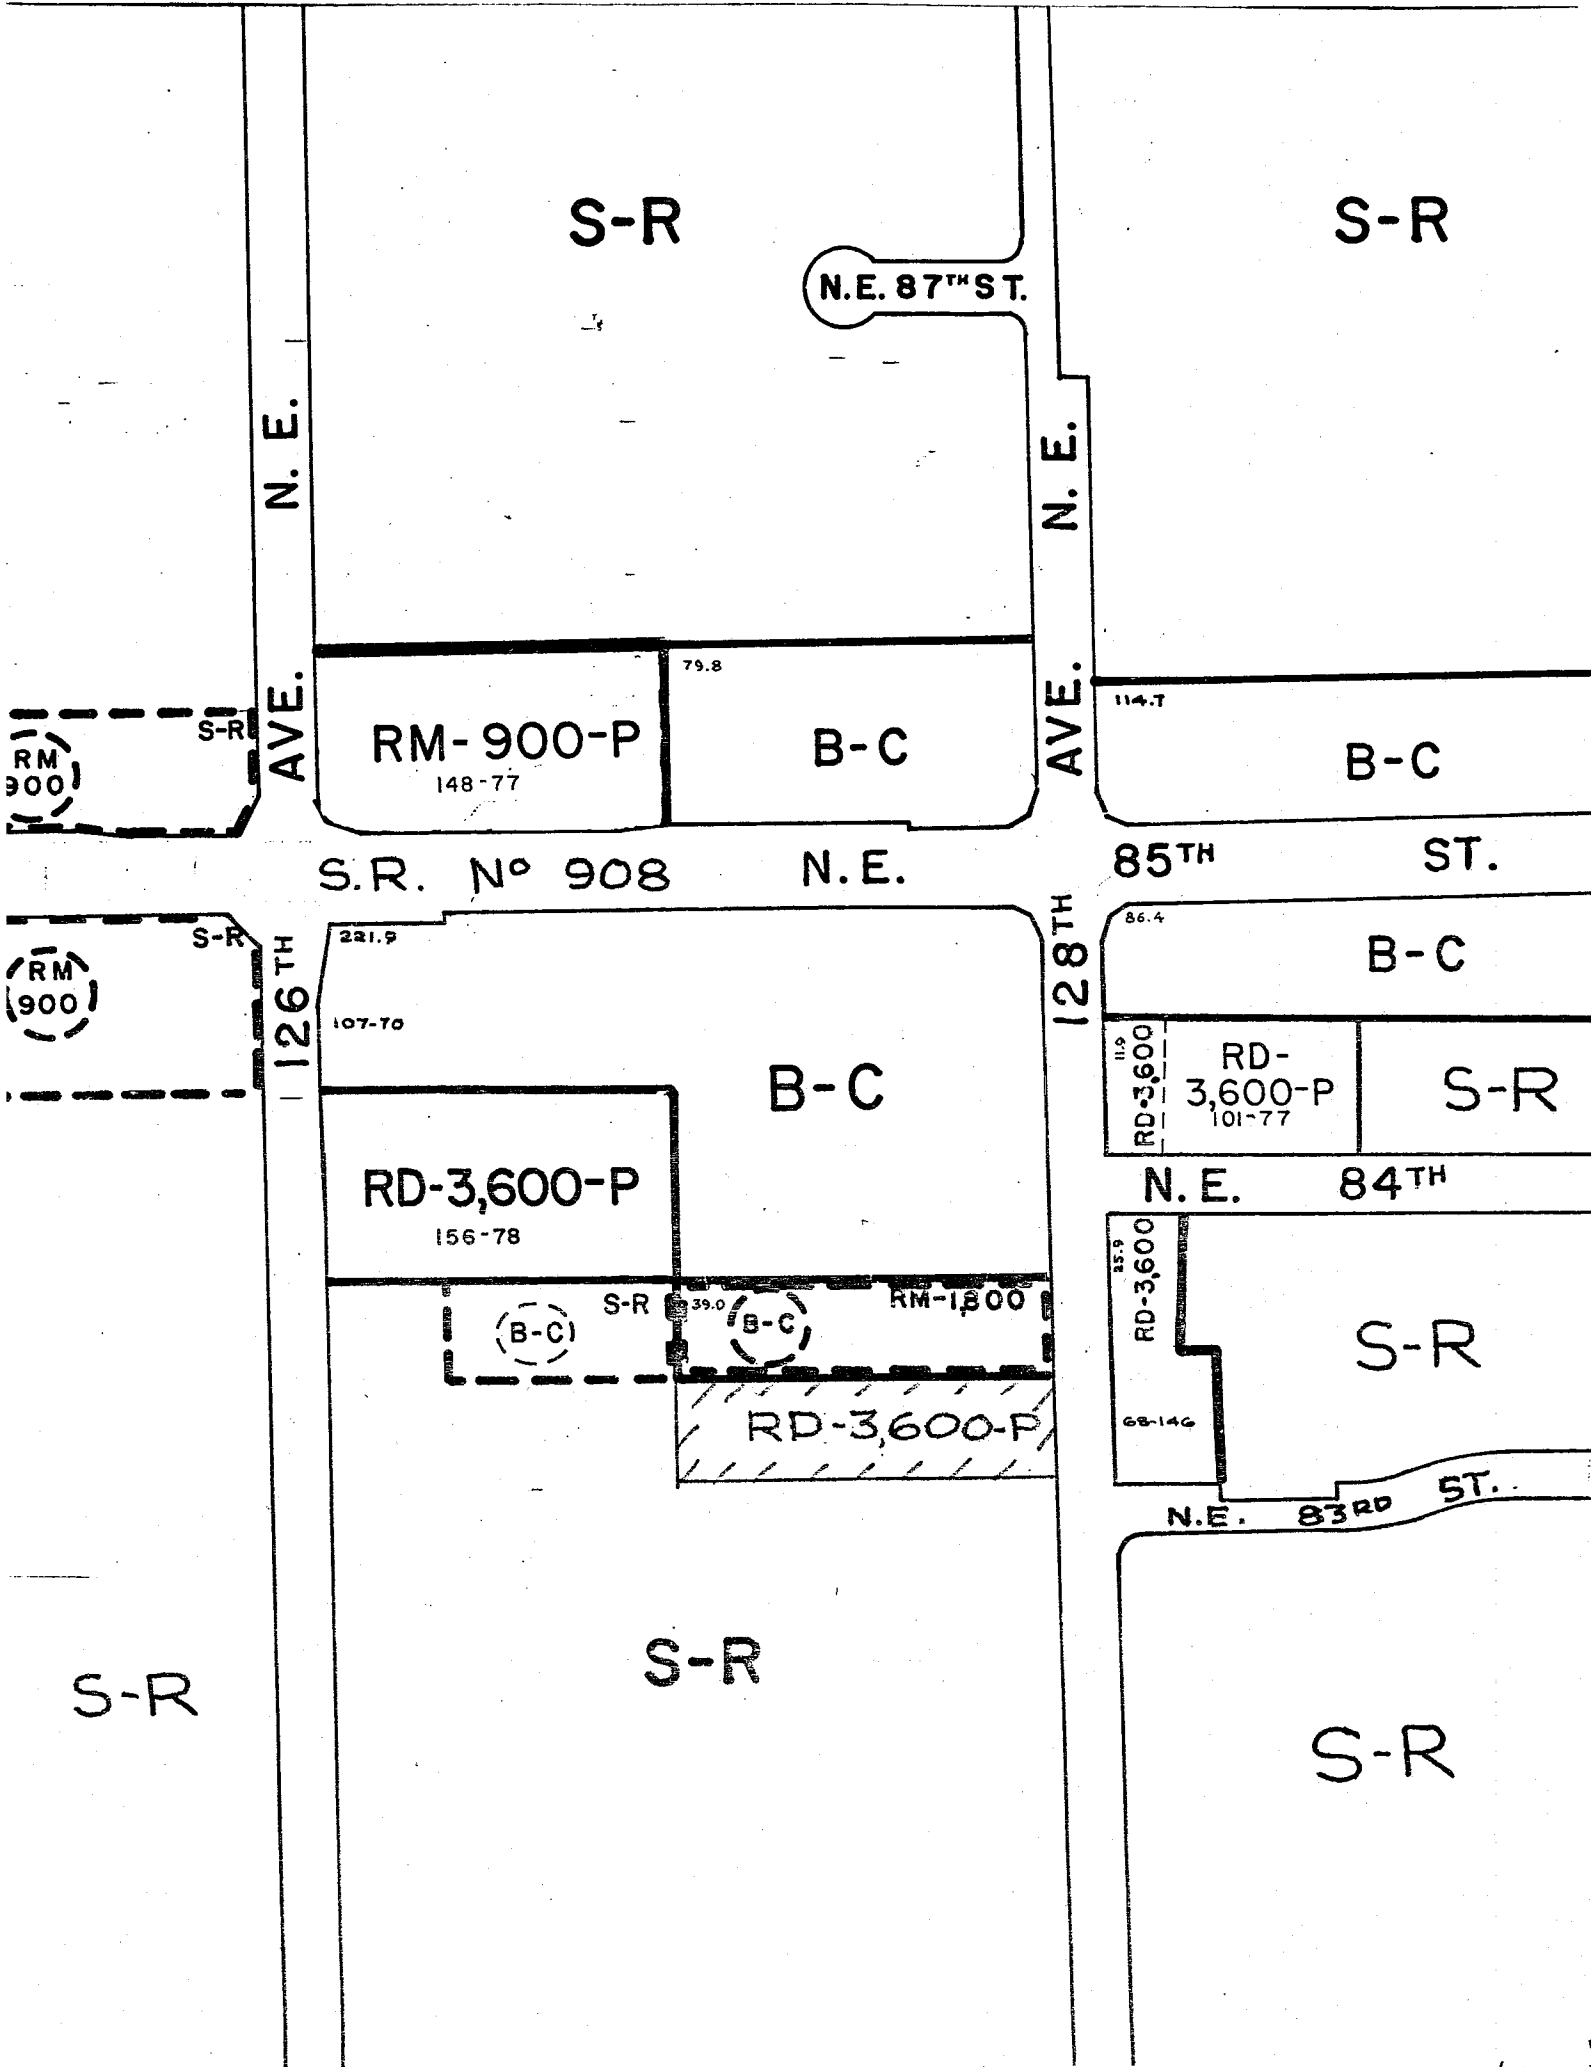 S-R
S-R
N.E. 87TH ST.
N. E.
N. E.
79.8
AVE.
AVE.
114.7
S-R
RM-900-P
148-77
B-C
B-C
RM
900
S.R. No 908
N.E.
85TH
ST.
S-R
221.9
86.4
B-C
RM
900
126TH
128TH
107-70
11.9
RD-3,600
RD-
3,600-P
101-77
S-R
B-C
RD-3,600-P
156-78
N.E.
84TH
25.9
RD-3,600
S-R
B-C
39.0
B-C
RM-1,800
S-R
RD-3,600-P
68-146
N.E. 83RD ST.
S-R
S-R
S-R